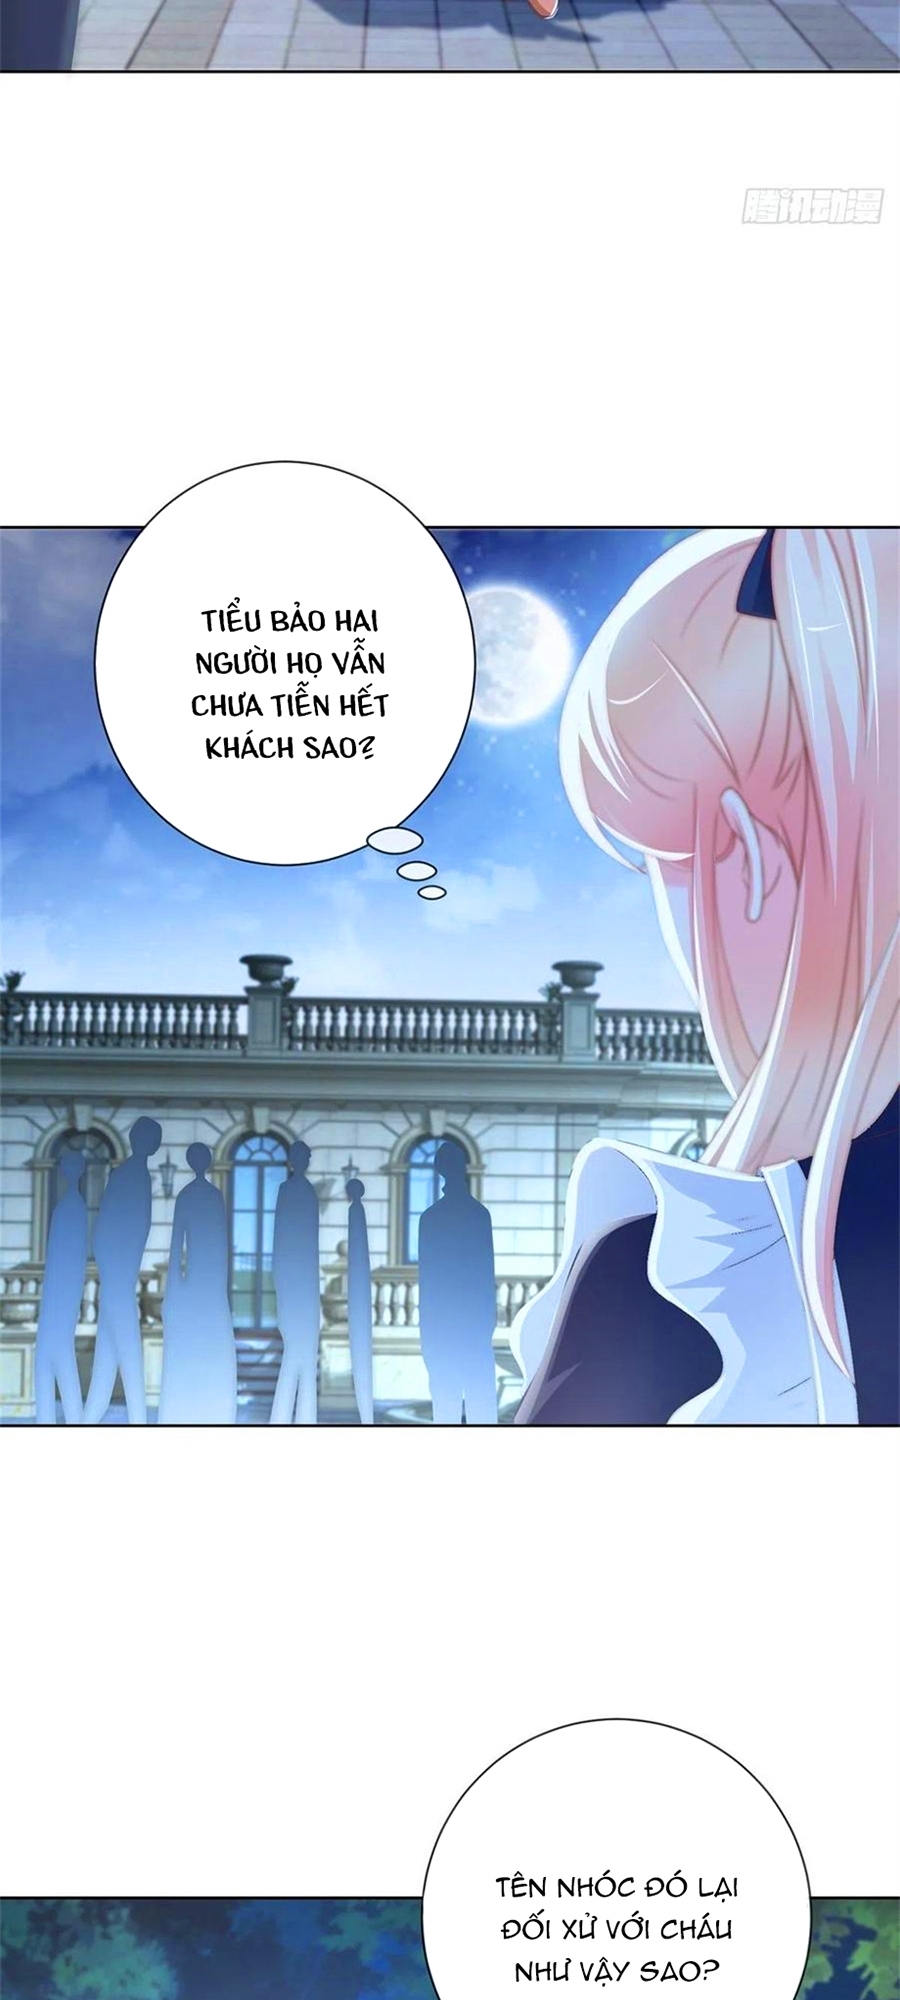 腾讯动漫
TIỂU BẢO HAI
NGƯỜI HỌ VẪN
CHƯA TIỄN HẾT
KHÁCH SAO?
TÊN NHÓC ĐÓ LẠI
ĐỐI XỬ VỚI CHÁU
NHƯ VẬY SAO?